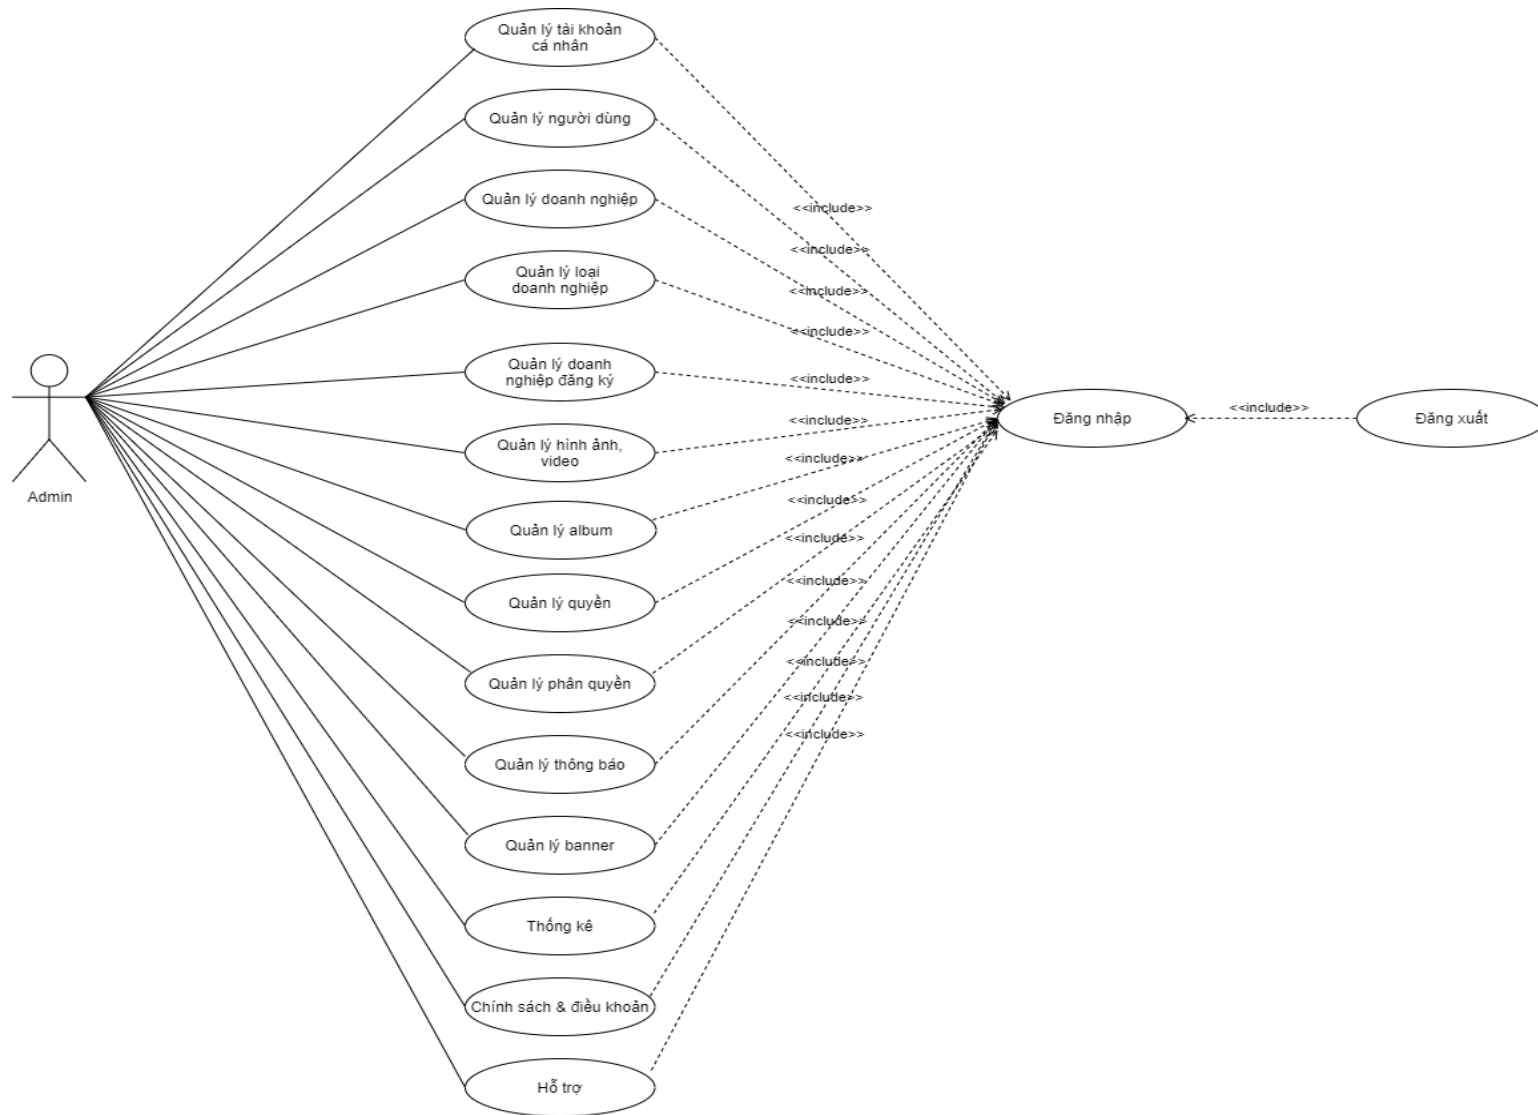 Quản lý tài khoản
cá nhân
Quản lý người dùng
Quản lý doanh nghiệp
<<include>>
<<include>>
Quản lý loại
doanh nghiệp
<<include>>
<<include>>
Quản lý doanh
nghiệp đăng ký
<<include>>
<<include>>
Đăng nhập
<<include>>
Đăng xuất
Quản lý hình ảnh,
video
<<include>>
Admin
<<include>>
Quản lý album
<<include>>
<<include>>
Quản lý quyền
<<include>>
<<include>>
Quản lý phân quyền
<<include>>
<<include>>
Quản lý thông báo
Quản lý banner
Thống kê
Chính sách & điều khoản
Hỗ trợ